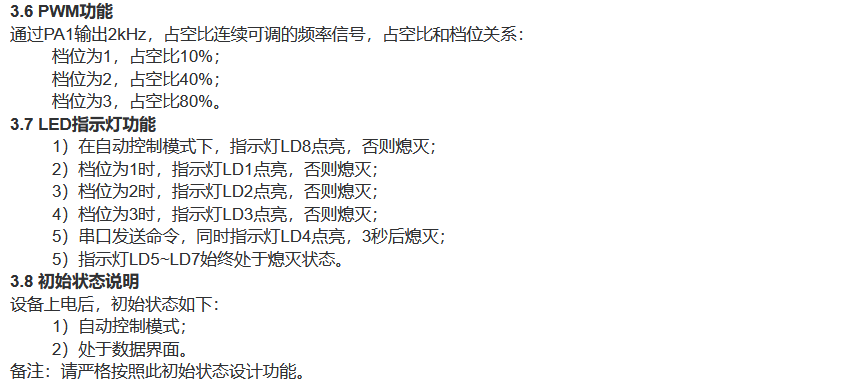 3.6 PWM功能
通过PA1输出2kHz，占空比连续可调的频率信号，占空比和档位关系：
档位为1，占空比10%；
档位为2，占空比40%；
档位为3，占空比80%。
3.7 LED指示灯功能
1）在自动控制模式下，指示灯LD8点亮，否则熄灭；
2）档位为1时，指示灯LD1点亮，否则熄灭；
3）档位为2时，指示灯LD2点亮，否则熄灭；
4）档位为3时，指示灯LD3点亮，否则熄灭；
5）串口发送命令，同时指示灯LD4点亮，3秒后熄灭；
5）指示灯LD5~LD7始终处于熄灭状态。
3.8 初始状态说明
设备上电后，初始状态如下：
1）自动控制模式；
2）处于数据界面。
备注：请严格按照此初始状态设计功能。